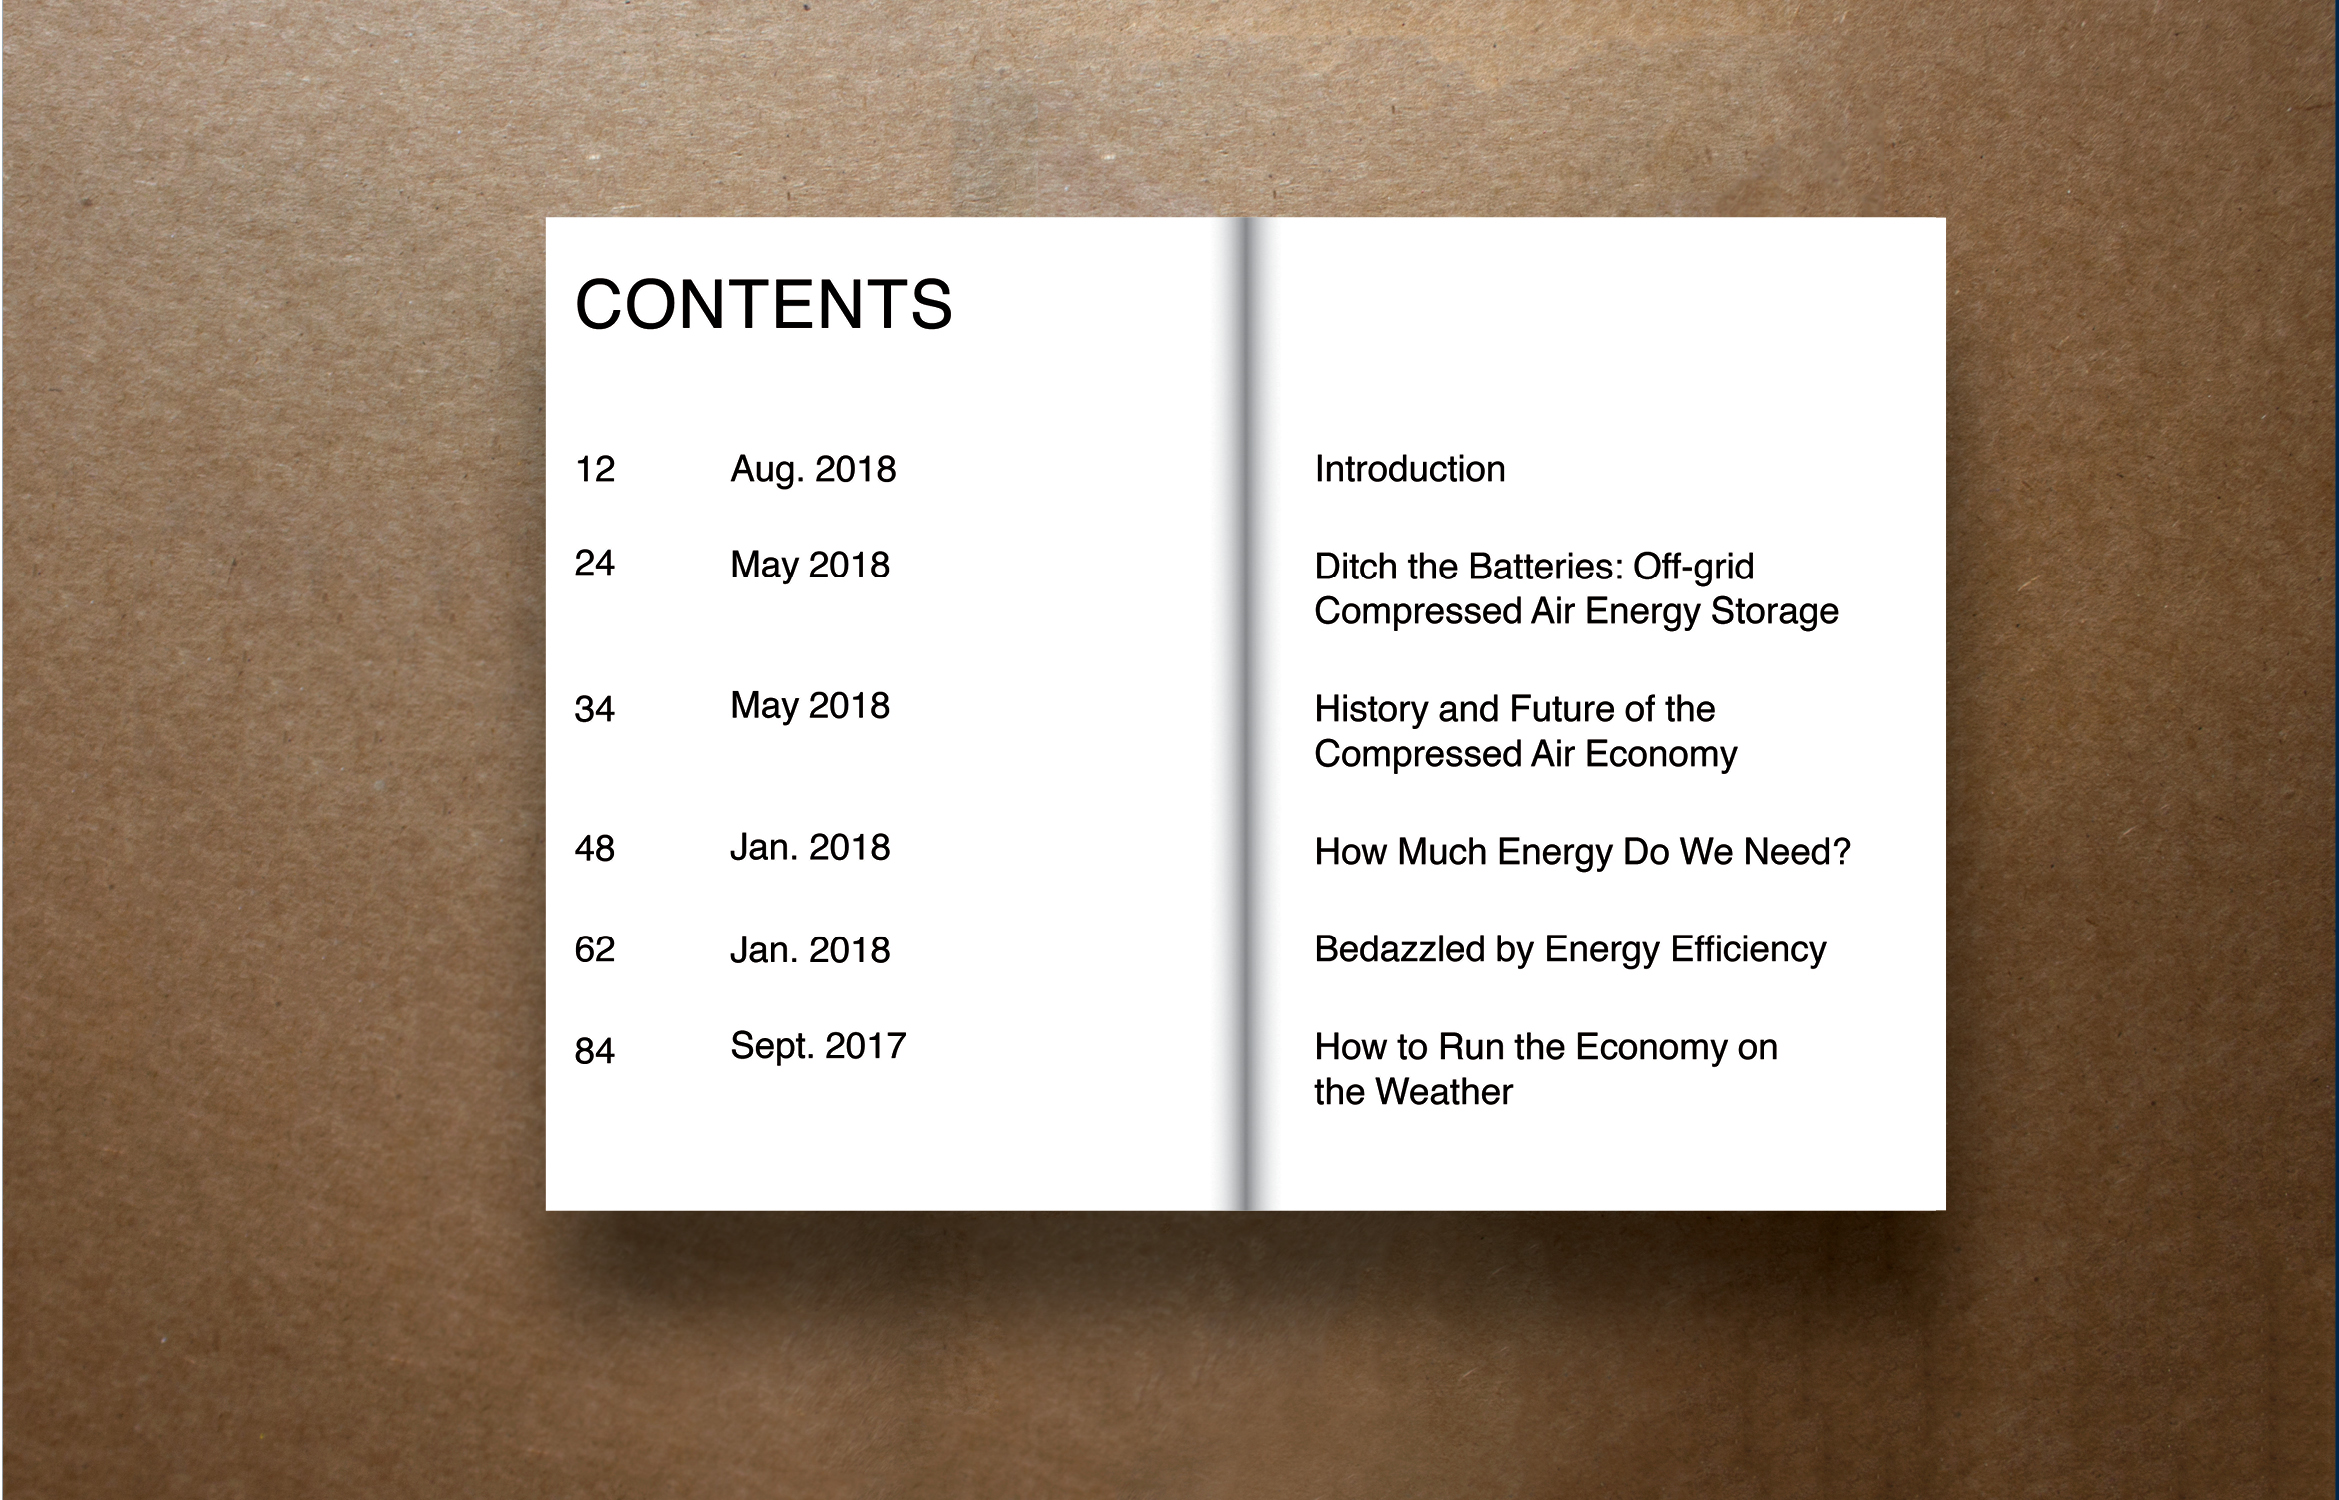 CONTENTS
12 Aug. 2018 Introduction
24 May 2018 Ditch the Batteries: Off-grid
Compressed Air Energy Storage
34 May 2018 History and Future of the
Compressed Air Economy
48 Jan. 2018 How Much Energy Do We Need?
62 Jan. 2018 Bedazzled by Energy Efficiency
84 Sept. 2017 How to Run the Economy on
the Weather